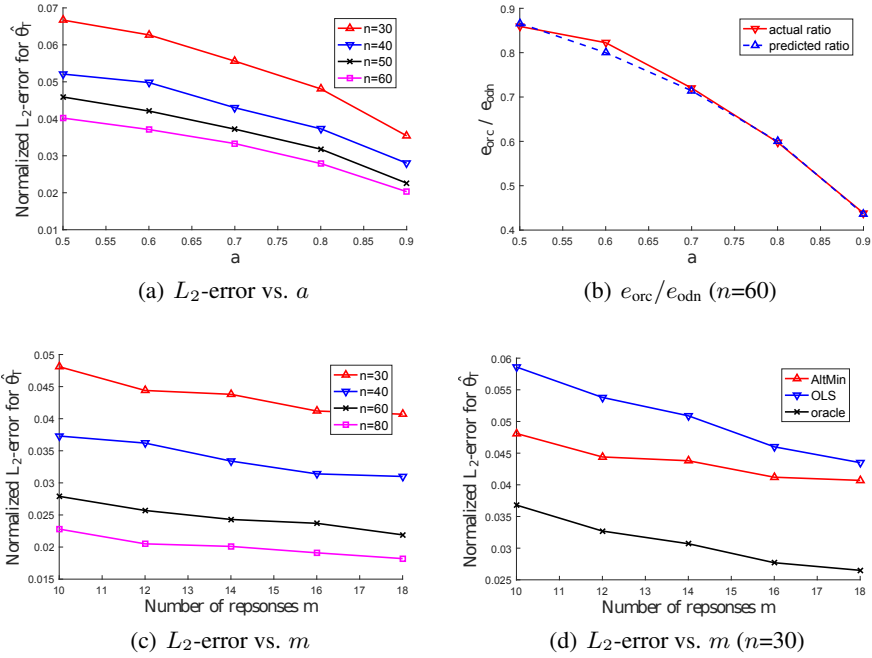 Normalized L2-error for θ̂T
0.07
0.06
0.05
0.04
0.03
0.02
0.01
0.5 0.55 0.6 0.65 0.7 0.75 0.8 0.85 0.9
a
n=30
n=40
n=50
n=60
(a) L2-error vs. a
eorc / eodn
0.9
0.8
0.7
0.6
0.5
0.4
0.5 0.55 0.6 0.65 0.7 0.75 0.8 0.85 0.9
a
actual ratio
predicted ratio
(b) eorc/eodn (n=60)
Normalized L2-error for θ̂T
0.05
0.045
0.04
0.035
0.03
0.025
0.02
0.015
10 11 12 13 14 15 16 17 18
Number of repsonses m
n=30
n=40
n=60
n=80
(c) L2-error vs. m
Normalized L2-error for θ̂T
0.06
0.055
0.05
0.045
0.04
0.035
0.03
0.025
10 11 12 13 14 15 16 17 18
Number of repsonses m
AltMin
OLS
oracle
(d) L2-error vs. m (n=30)